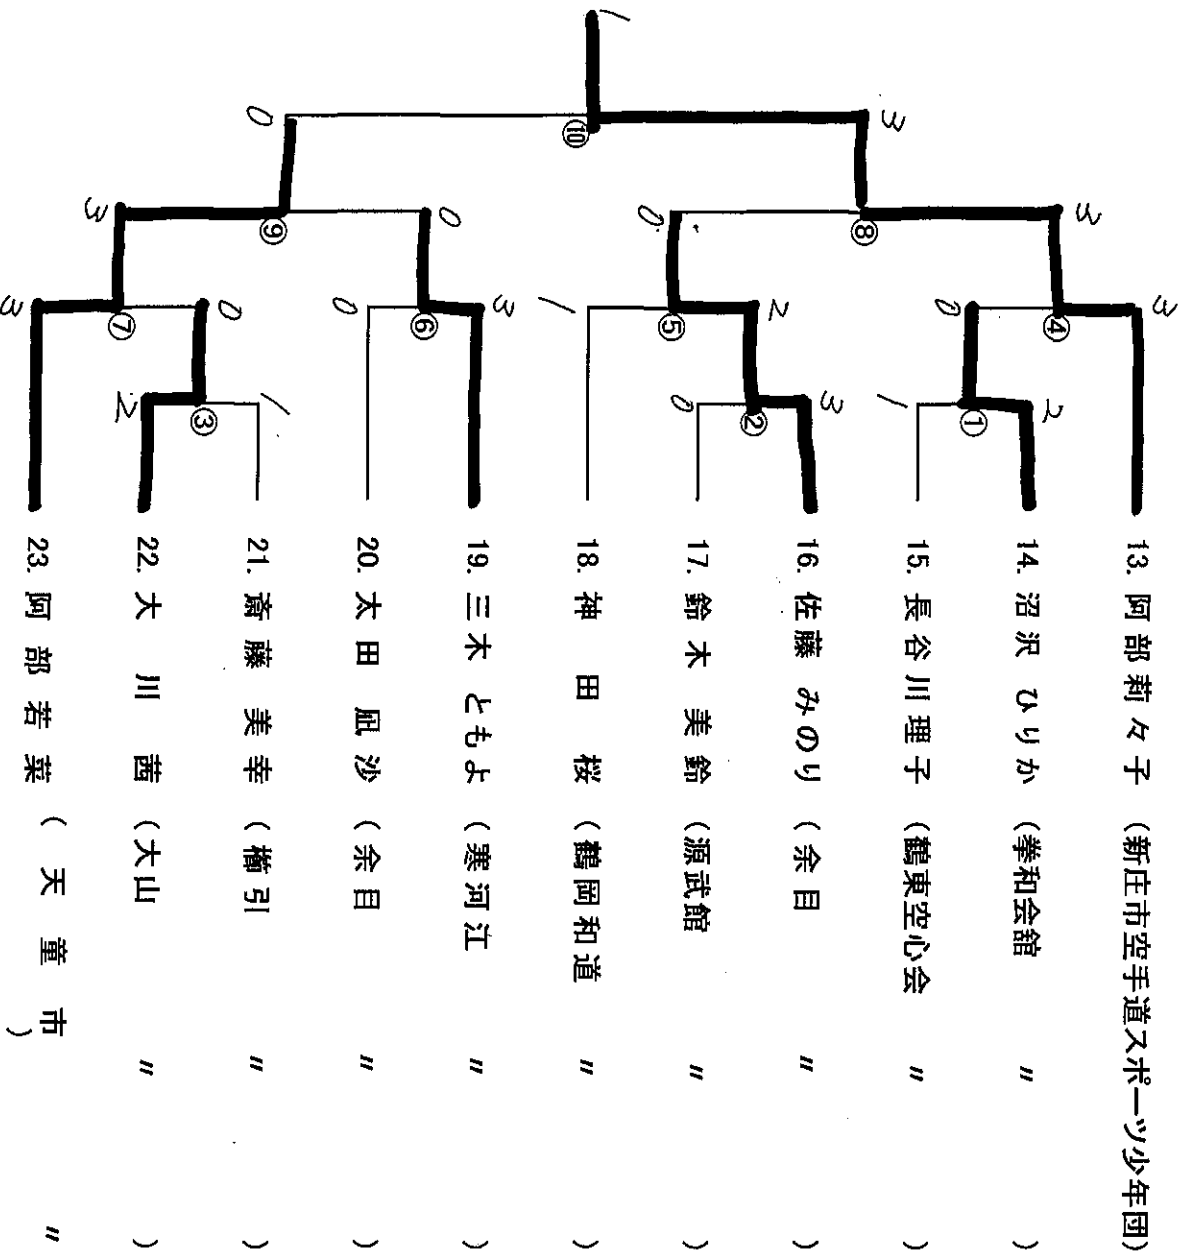 13. 阿部莉々子 (新庄市空手道スポーツ少年団)
14. 沼沢 ひりか (拳和会舘 〃 )
15. 長谷川理子 (鶴東空心会 〃 )
16. 佐藤 みのり (余目 〃 )
17. 鈴木 美鈴 (源武館 〃 )
18. 神田 桜 (鶴岡和道 〃 )
19. 三木 ともよ (寒河江 〃 )
20. 太田 凪沙 (余目 〃 )
21. 斎藤 美幸 (櫛引 〃 )
22. 大川 茜 (大山 〃 )
23. 阿部若菜 (天童市 〃 )
3 0 3 2 1 3 0 0 3
2 1 3 0 2 1
① ② ③ ④ ⑤ ⑥ ⑦
3 0 0 3
⑧ ⑨
3 0
⑩
1